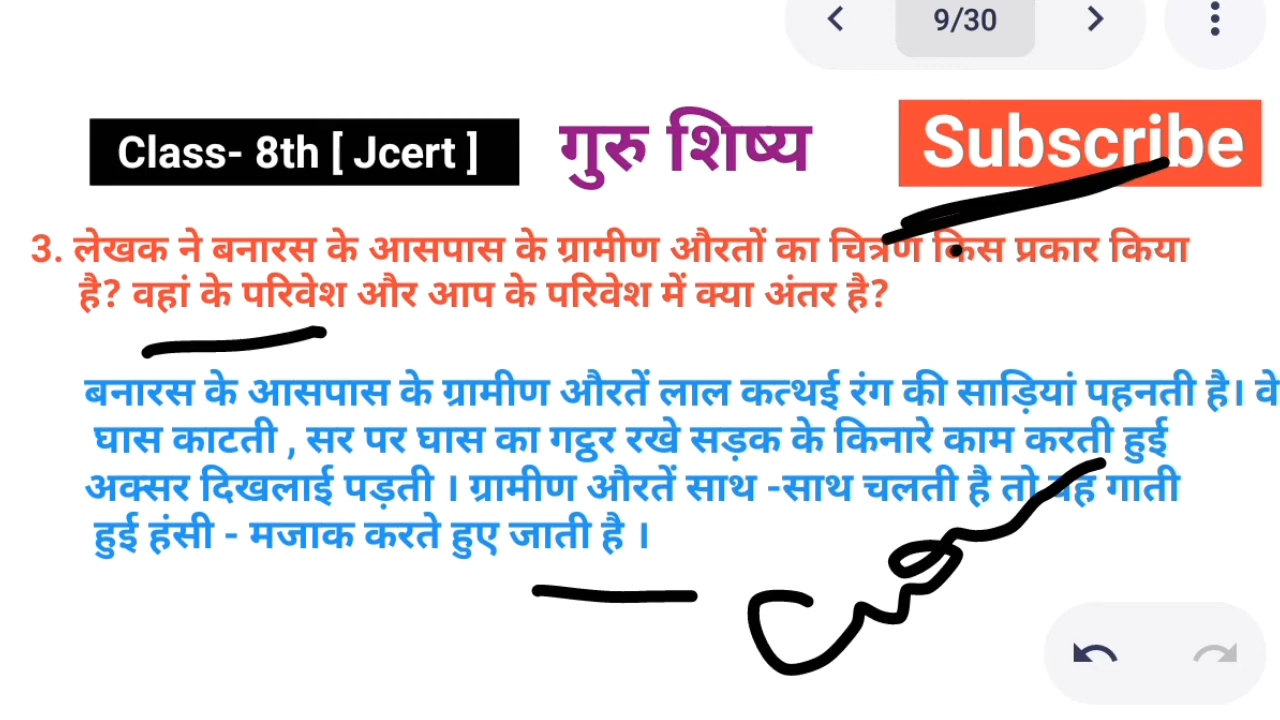 9/30
Class- 8th [ Jcert ] गुरु शिष्य Subscribe
3. लेखक ने बनारस के आसपास के ग्रामीण औरतों का चित्रण किस प्रकार किया
है? वहां के परिवेश और आप के परिवेश में क्या अंतर है?
बनारस के आसपास के ग्रामीण औरतें लाल कत्थई रंग की साड़ियां पहनती है। वे
घास काटती , सर पर घास का गट्ठर रखे सड़क के किनारे काम करती हुई
अक्सर दिखलाई पड़ती । ग्रामीण औरतें साथ -साथ चलती है तो वह गाती
हुई हंसी - मजाक करते हुए जाती है ।